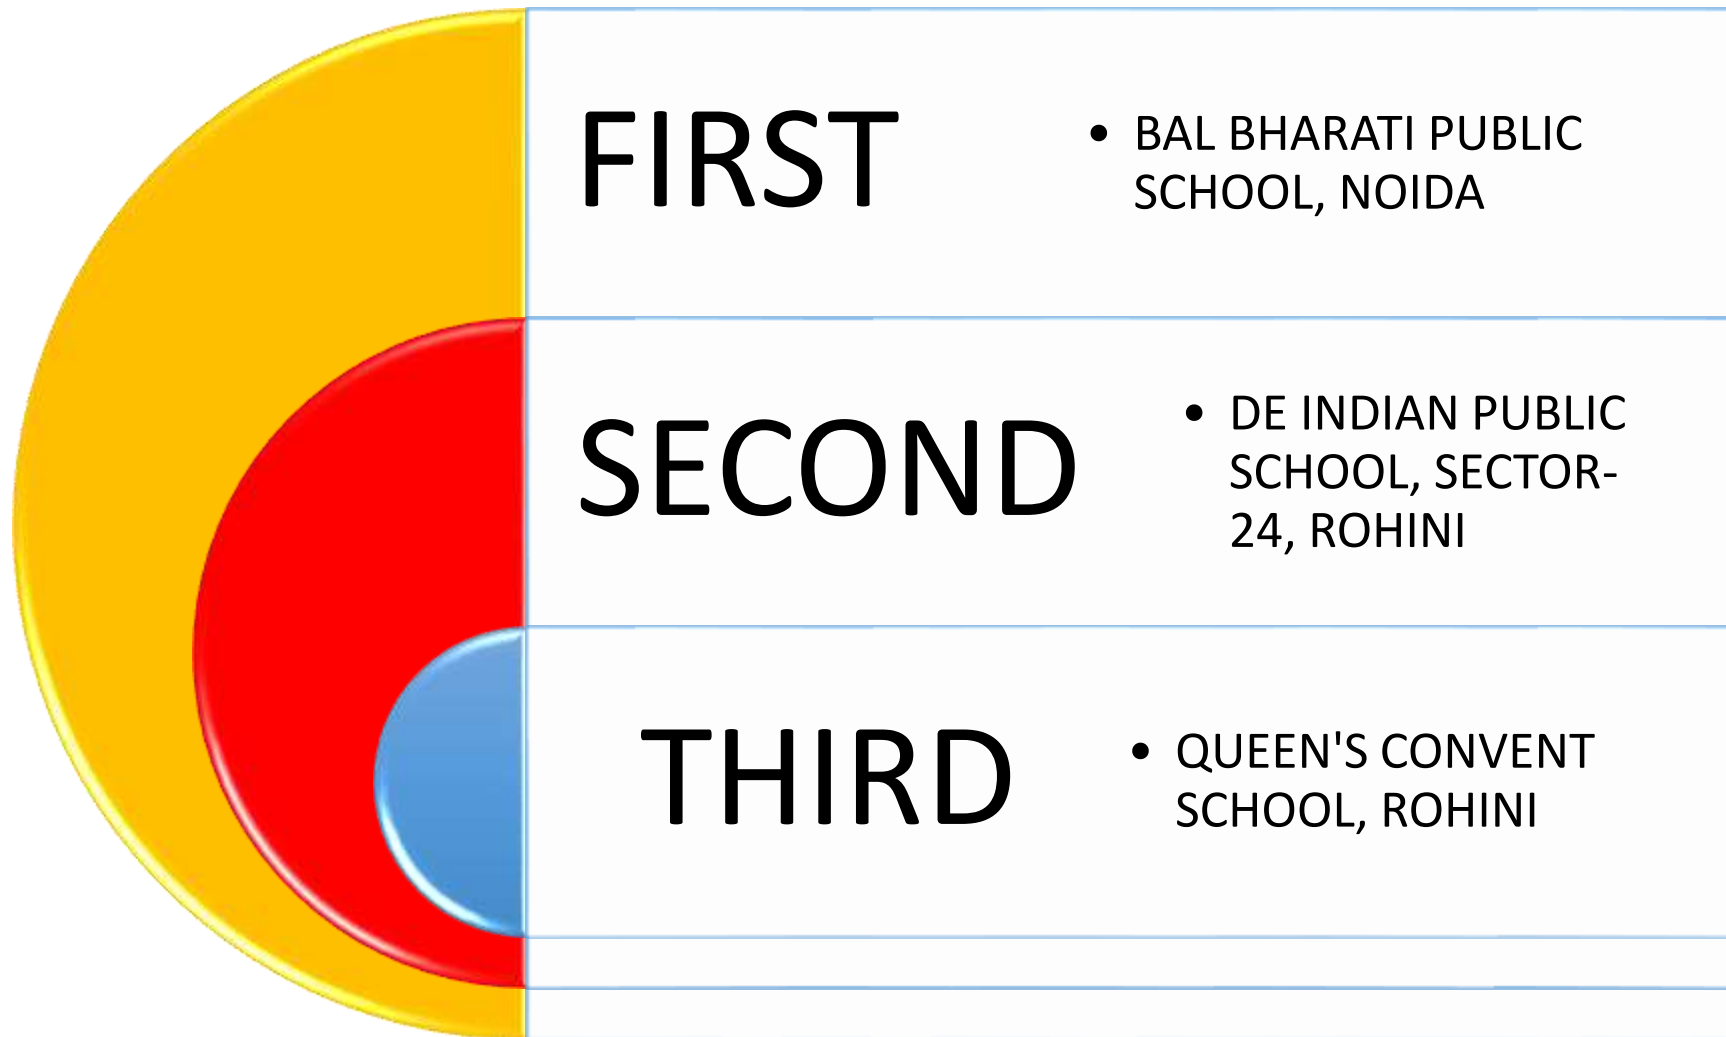 FIRST
• BAL BHARATI PUBLIC
SCHOOL, NOIDA
SECOND
• DE INDIAN PUBLIC
SCHOOL, SECTOR-
24, ROHINI
THIRD
• QUEEN'S CONVENT
SCHOOL, ROHINI